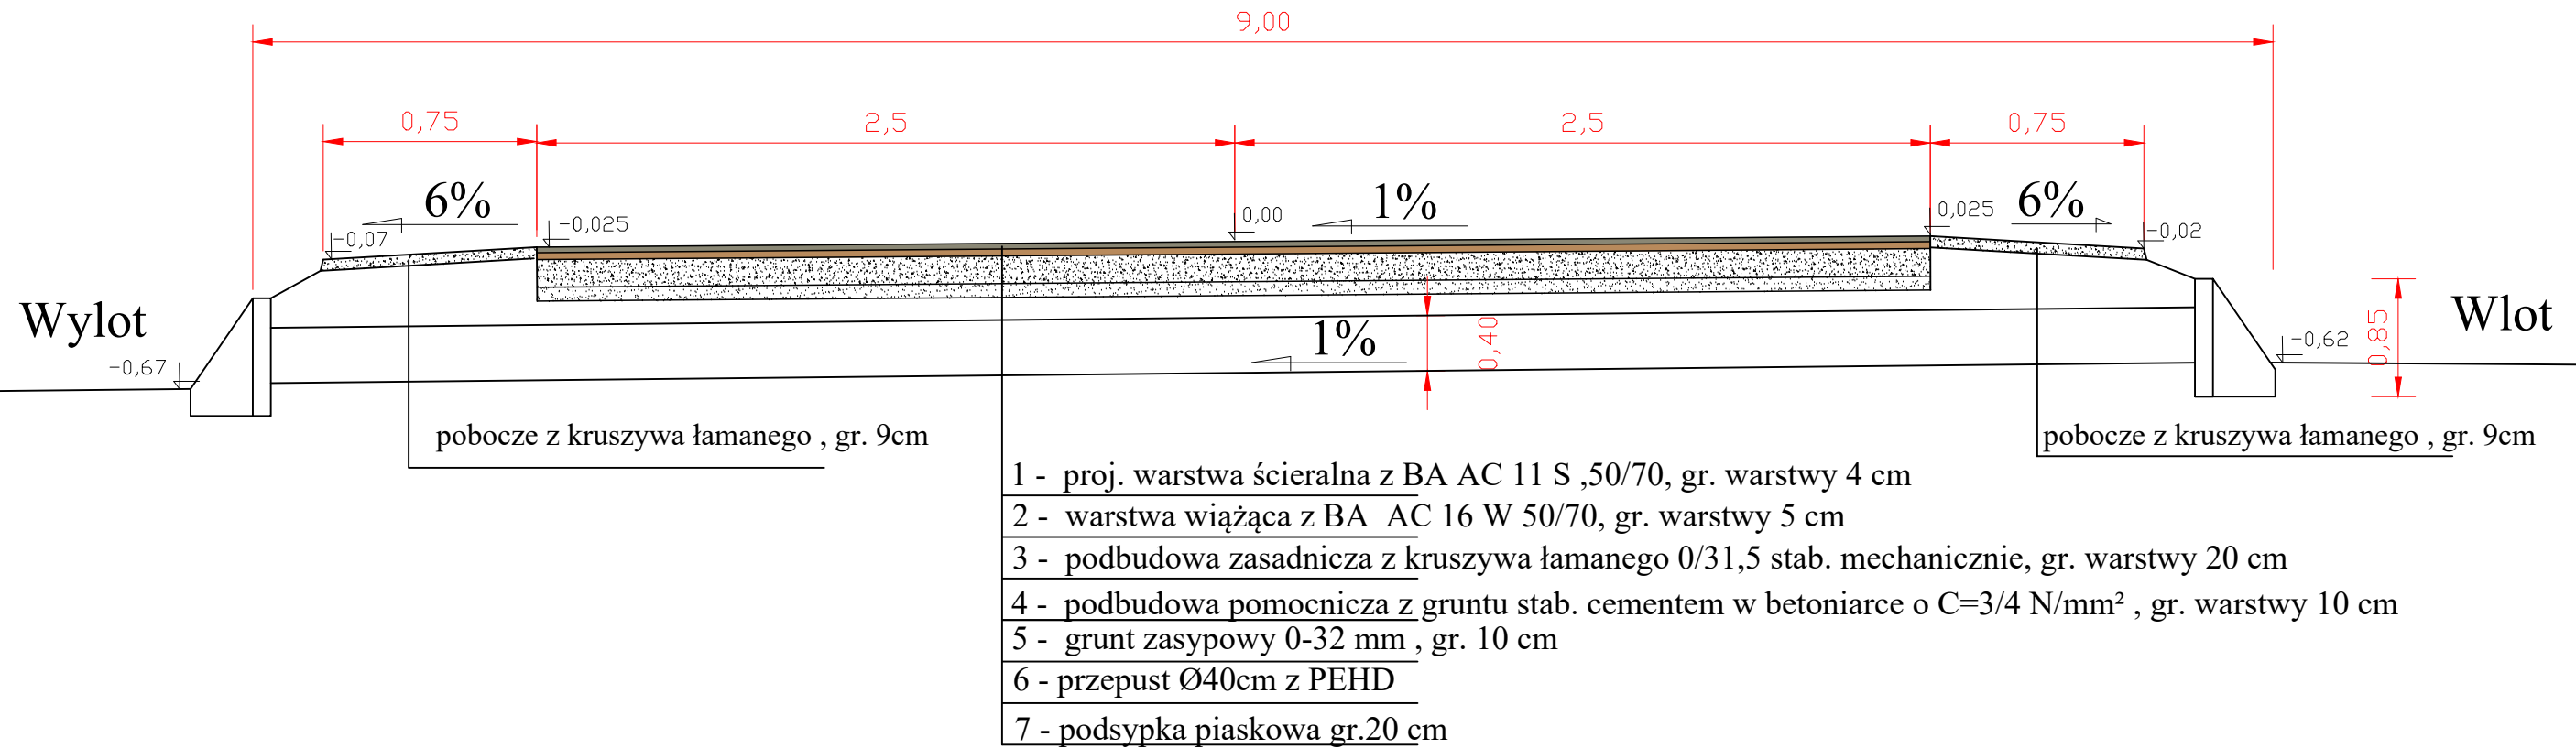 9,00
0,75
2,5
2,5
0,75
6%
1%
6%
-0,07
-0,025
0,00
0,025
-0,02
Wylot
Wlot
-0,67
1%
0,40
-0,62
0,85
pobocze z kruszywa łamanego , gr. 9cm
pobocze z kruszywa łamanego , gr. 9cm
1 - proj. warstwa ścieralna z BA AC 11 S ,50/70, gr. warstwy 4 cm
2 - warstwa wiążąca z BA AC 16 W 50/70, gr. warstwy 5 cm
3 - podbudowa zasadnicza z kruszywa łamanego 0/31,5 stab. mechanicznie, gr. warstwy 20 cm
4 - podbudowa pomocnicza z gruntu stab. cementem w betoniarce o C=3/4 N/mm² , gr. warstwy 10 cm
5 - grunt zasypowy 0-32 mm , gr. 10 cm
6 - przepust Ø40cm z PEHD
7 - podsypka piaskowa gr.20 cm